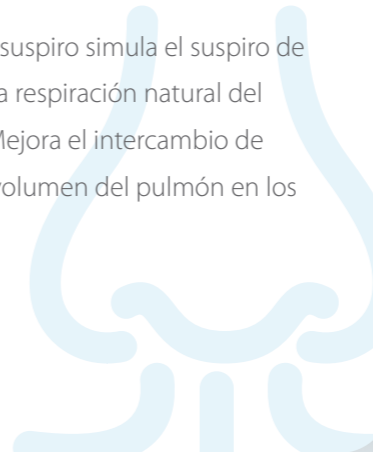 suspiro simula el suspiro de
a respiración natural del
Mejora el intercambio de
volumen del pulmón en los